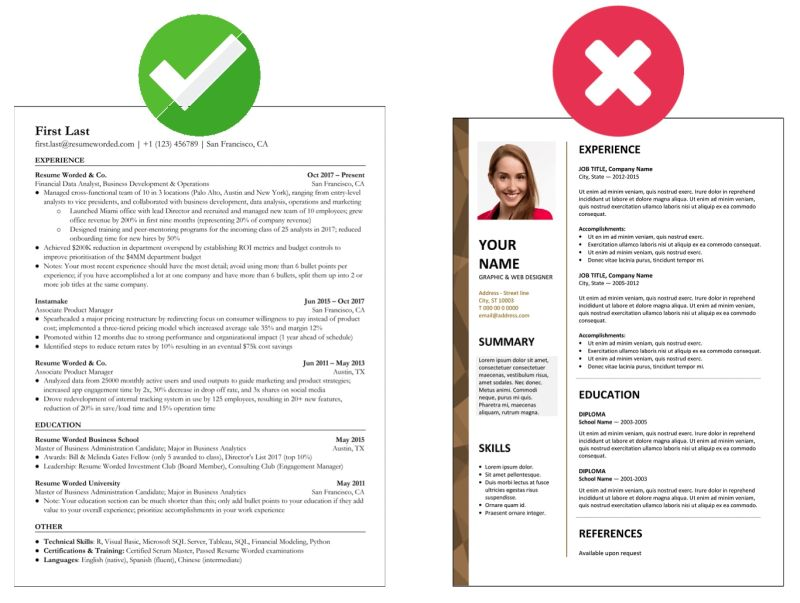 First Last
first.last@resumeworded.com | +1 (123) 456789 | San Francisco, CA
EXPERIENCE
Resume Worded & Co. Oct 2017 – Present
Financial Data Analyst, Business Development & Operations San Francisco, CA
● Managed cross-functional team of 10 in 3 locations (Palo Alto, Austin and New York), ranging from entry-level
analysts to vice presidents, and collaborated with business development, data analysis, operations and marketing
○ Launched Miami office with lead Director and recruited and managed new team of 10 employees; grew
office revenue by 200% in first nine months (representing 20% of company revenue)
○ Designed training and peer-mentoring programs for the incoming class of 25 analysts in 2017; reduced
onboarding time for new hires by 50%
● Achieved $200K reduction in department overspend by establishing ROI metrics and budget controls to
improve prioritisation of the $4MM department budget
● Notes: Your most recent experience should have the most detail; avoid using more than 6 bullet points per
experience; if you have accomplished a lot at one company and have more than 6 bullets, split them up into 2 or
more job titles at the same company.
Instamake Jun 2015 – Oct 2017
Associate Product Manager San Francisco, CA
● Spearheaded a major pricing restructure by redirecting focus on consumer willingness to pay instead of product
cost; implemented a three-tiered pricing model which increased average sale 35% and margin 12%
● Promoted within 12 months due to strong performance and organizational impact (1 year ahead of schedule)
● Identified steps to reduce return rates by 10% resulting in an eventual $75k cost savings
Resume Worded & Co. Jun 2011 – May 2013
Associate Product Manager Austin, TX
● Analyzed data from 25000 monthly active users and used outputs to guide marketing and product strategies;
increased app engagement time by 2x, 30% decrease in drop off rate, and 3x shares on social media
● Drove redevelopment of internal tracking system in use by 125 employees, resulting in 20+ new features,
reduction of 20% in save/load time and 15% operation time
EDUCATION
Resume Worded Business School May 2015
Master of Business Administration Candidate; Major in Business Analytics Austin, TX
● Awards: Bill & Melinda Gates Fellow (only 5 awarded to class), Director's List 2017 (top 10%)
● Leadership: Resume Worded Investment Club (Board Member), Consulting Club (Engagement Manager)
Resume Worded University May 2011
Master of Business Administration Candidate; Major in Business Analytics San Francisco, CA
● Note: Your education section can be much shorter than this; only add bullet points to your education if they add
value to your overall experience; prioritize accomplishments in your work experience
OTHER
● Technical Skills: R, Visual Basic, Microsoft SQL Server, Tableau, SQL, Financial Modeling, Python
● Certifications & Training: Certified Scrum Master, Passed Resume Worded examinations
● Languages: English (native), Spanish (fluent), Chinese (intermediate)
YOUR
NAME
GRAPHIC & WEB DESIGNER
Address - Street line
City, ST 10003
T 000 00 0 0000
email@address.com
SUMMARY
Lorem ipsum dolor sit amet,
consectetuer consectetuer
maecenas, vestibulum risus,
amet sodales. Nec donec.
Metus animi. Commodi
neque, purus mi, purus quis.
Pharetra mi, maecenas
aliquam, rutrum magna.
SKILLS
• Lorem ipsum dolor.
• Sit amet pellentesque.
• Duis morbi lectus at fusce
ultricies egestas risus
suspendisse.
• Ornare quam id.
• Praesent ornare integer.
EXPERIENCE
JOB TITLE, Company Name
City, State — 2012-2015
Ut enim ad minim veniam, quis nostrud exerc. Irure dolor in reprehend
incididunt ut labore et dolore magna aliqua. Ut enim ad minim veniam,
quis nostrud exercitation ullamco laboris nisi ut aliquip ex ea commodo
consequat.
Accomplishments:
• Ut en im ad minim veniam, quis nostrud exerc.
• Exercitation ullamco laboris nisi ut aliquip ex ea commodo consequat.
• Donec vitae lacinia purus, tincidunt tempor mi.
JOB TITLE, Company Name
City, State — 2005-2012
Ut enim ad minim veniam, quis nostrud exerc. Irure dolor in reprehend
incididunt ut labore et dolore magna aliqua. Ut enim ad minim veniam,
quis nostrud exercitation ullamco laboris nisi ut aliquip ex ea commodo
consequat.
Accomplishments:
• Ut enim ad minim veniam, quis nostrud exerc.
• Exercitation ullamco laboris nisi ut aliquip ex ea commodo.
• Donec vitae lacinia purus, tincidunt tempor mi.
EDUCATION
DIPLOMA
School Name — 2003-2005
Ut enim ad minim veniam, quis nostrud exerc. Irure dolor in reprehend
incididunt ut labore et dolore magna aliqua. Ut enim ad minim veniam,
quis nostrud exercitation ullamco laboris nisi ut aliquip ex ea commodo
consequat.
DIPLOMA
School Name — 2001-2003
Ut enim ad minim veniam, quis nostrud exerc. Irure dolor in reprehend
incididunt ut labore et dolore magna aliqua. Ut enim ad minim veniam,
quis nostrud exercitation ullamco laboris nisi ut aliquip ex ea commodo
REFERENCES
Available upon request